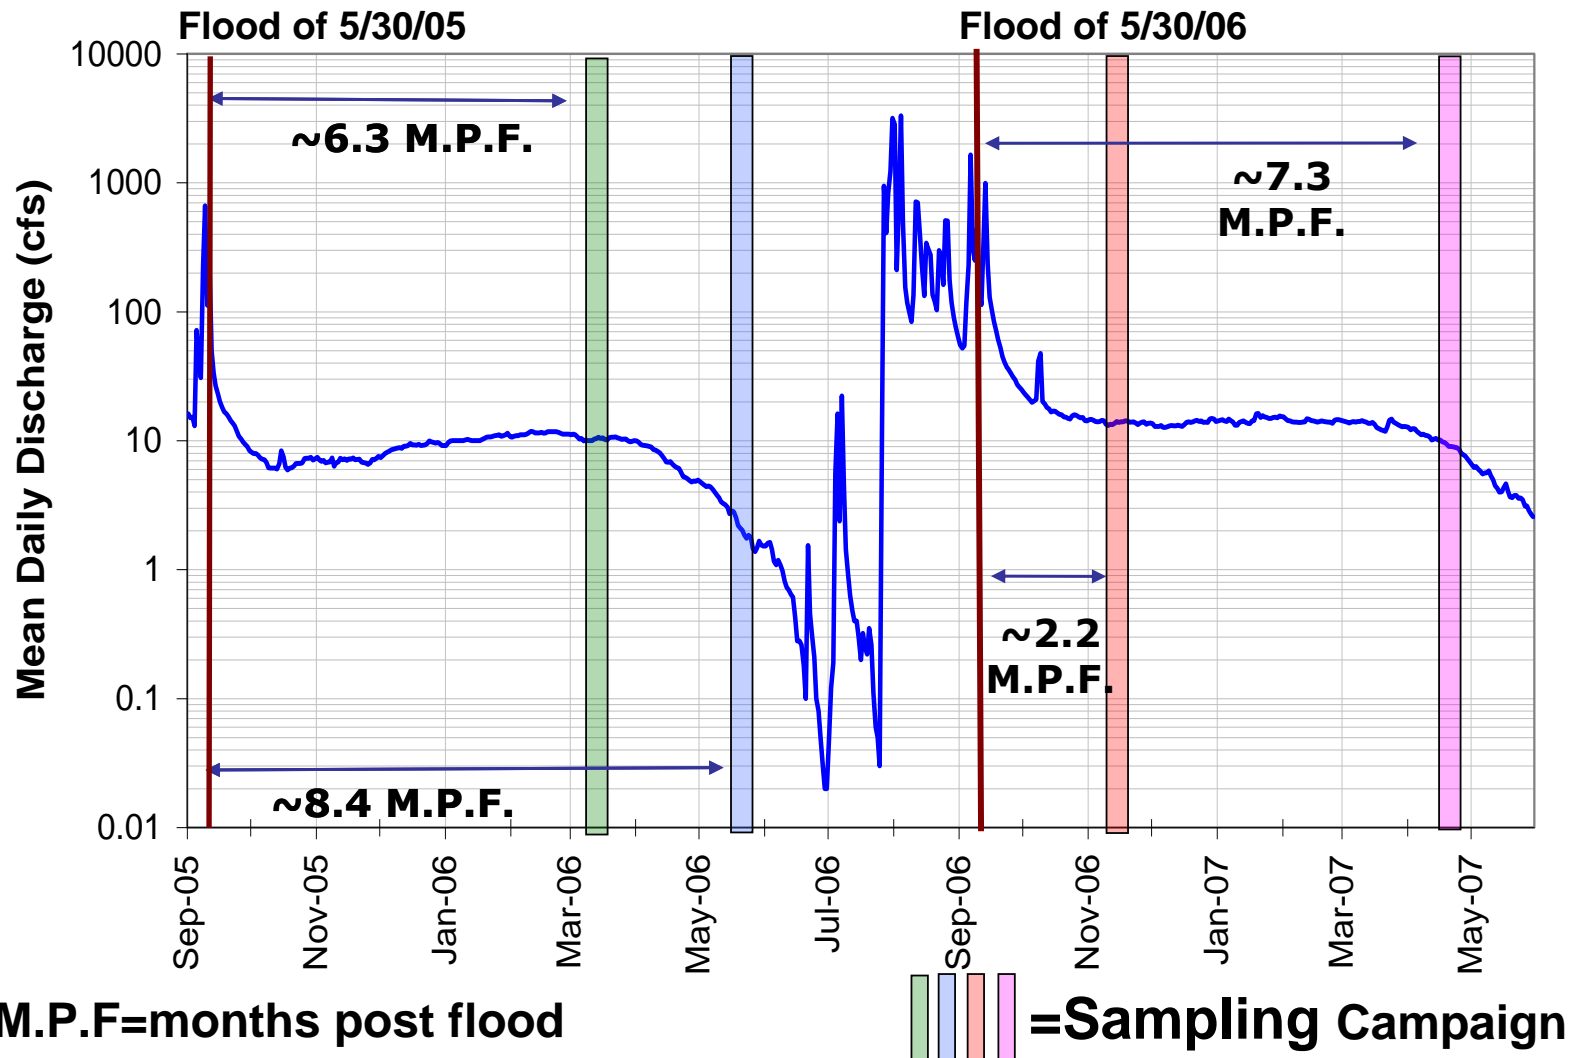 Flood of 5/30/05
Flood of 5/30/06
10000
1000
100
10
1
0.1
0.01
Mean Daily Discharge (cfs)
~6.3 M.P.F.
~7.3
M.P.F.
~2.2
M.P.F.
~8.4 M.P.F.
Sep-05
Nov-05
Jan-06
Mar-06
May-06
Jul-06
Sep-06
Nov-06
Jan-07
Mar-07
May-07
M.P.F=months post flood
=Sampling Campaign